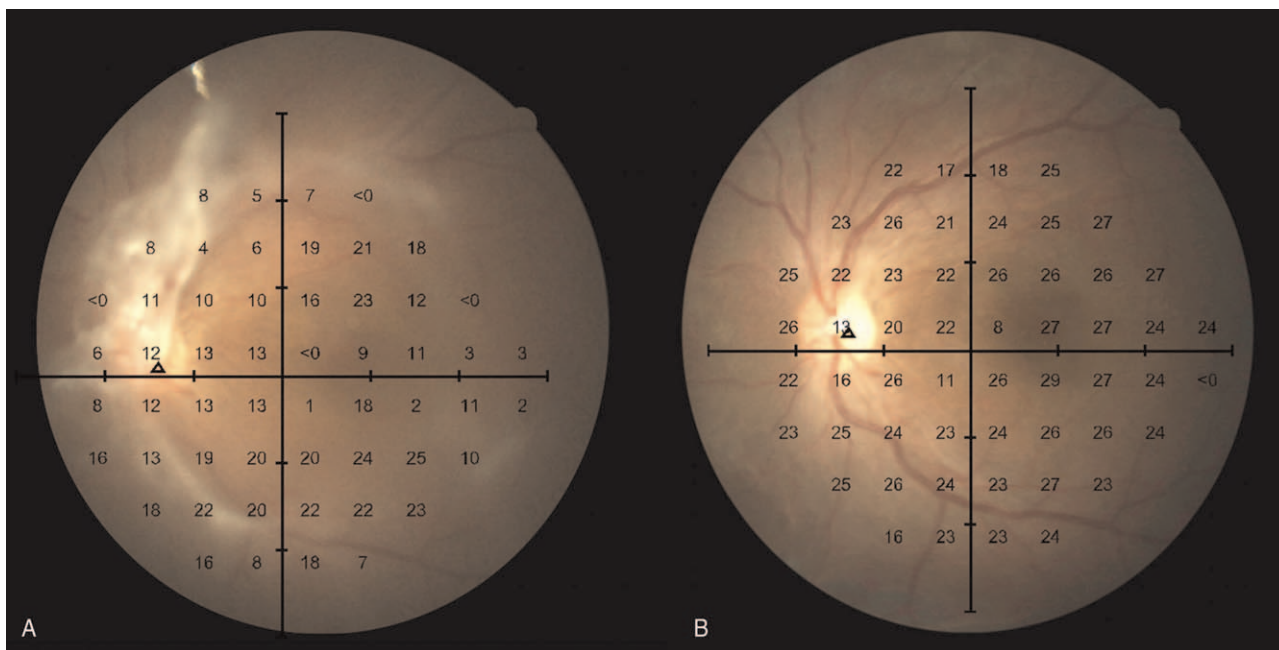 8 5 7 <0
8 4 6 19 21 18
<0 11 10 10 16 23 12 <0
6 12 13 13 <0 9 11 3 3
8 12 13 13 1 18 2 11 2
16 13 19 20 20 24 25 10
18 22 20 22 22 23
16 8 18 7
A
22 17 18 25
23 26 21 24 25 27
25 22 23 22 26 26 26 27
26 13 20 22 8 27 27 24 24
22 16 26 11 26 29 27 24 <0
23 25 24 23 24 26 26 24
25 26 24 23 27 23
16 23 23 24
B